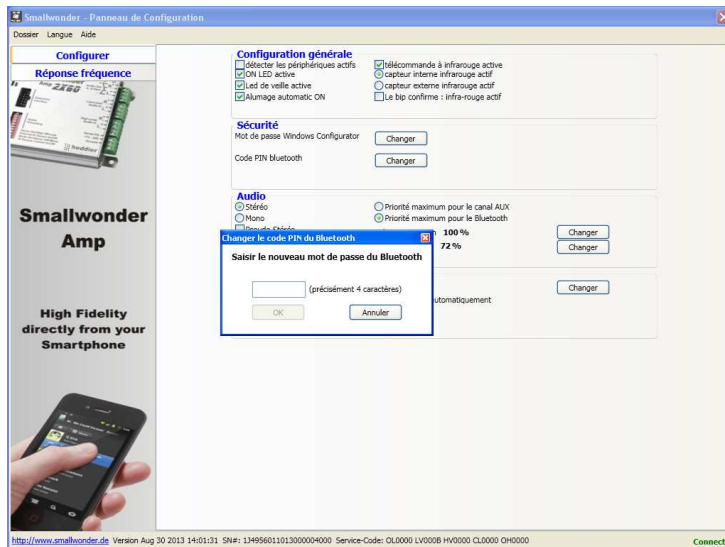 Smallwonder - Panneau de Configuration
Dossier Langue Aide
Configurer
Réponse fréquence
Amp 2X60
heddier
Smallwonder
Amp
High Fidelity
directly from your
Smartphone
Configuration générale
détecter les périphériques actifs
ON LED active
Led de veille active
Alumage automatic ON
télécommande à infrarouge active
capteur interne infrarouge actif
capteur externe infrarouge actif
Le bip confirme : infra-rouge actif
Sécurité
Mot de passe Windows Configurator Changer
Code PIN bluetooth Changer
Audio
Stéréo
Mono
Pseudo Stéréo
Priorité maximum pour le canal AUX
Priorité maximum pour le Bluetooth
100 % Changer
72 % Changer
Changer
automatiquement
Changer le code PIN du Bluetooth
Saisir le nouveau mot de passe du Bluetooth
(précisément 4 caractères)
OK Annuler
http://www.smallwonder.de Version Aug 30 2013 14:01:31 SN#: 1J4956011013000004000 Service-Code: OL0000 LV000B HV0000 CL0000 OH0000 Connect